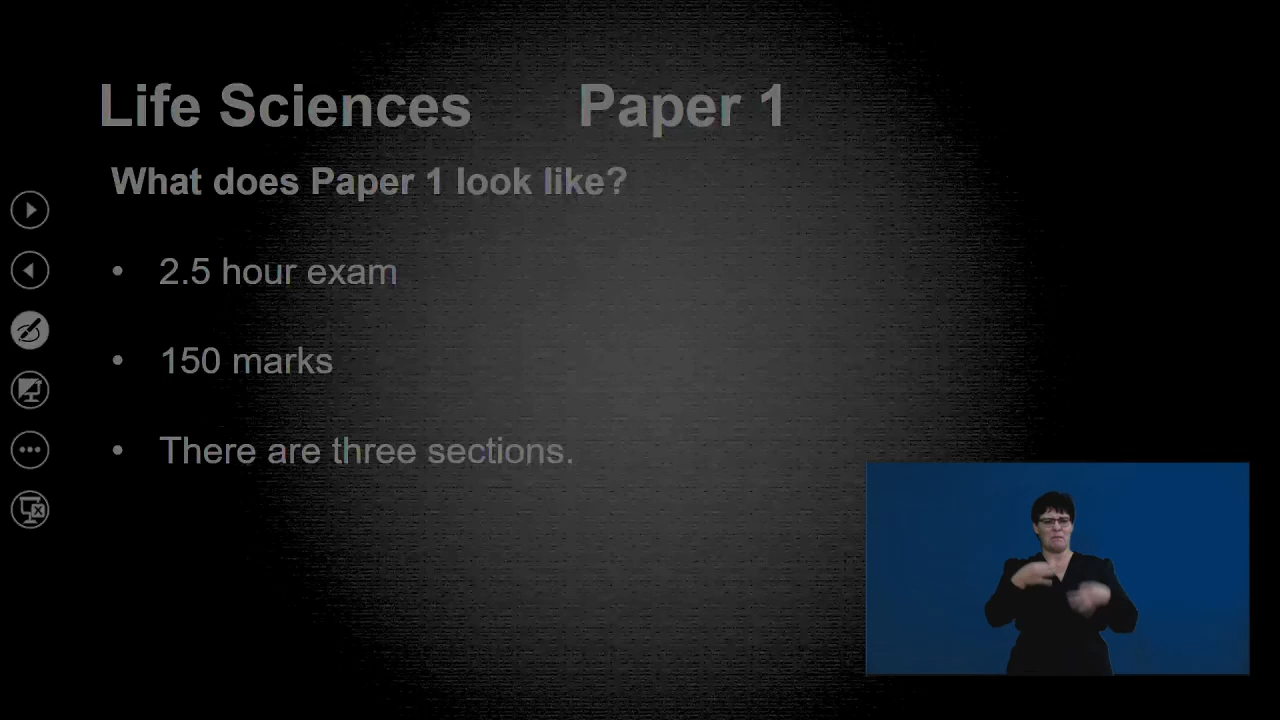 Life Sciences Paper 1
What does Paper 1 look like?
• 2.5 hour exam
• 150 marks
• There are three sections.